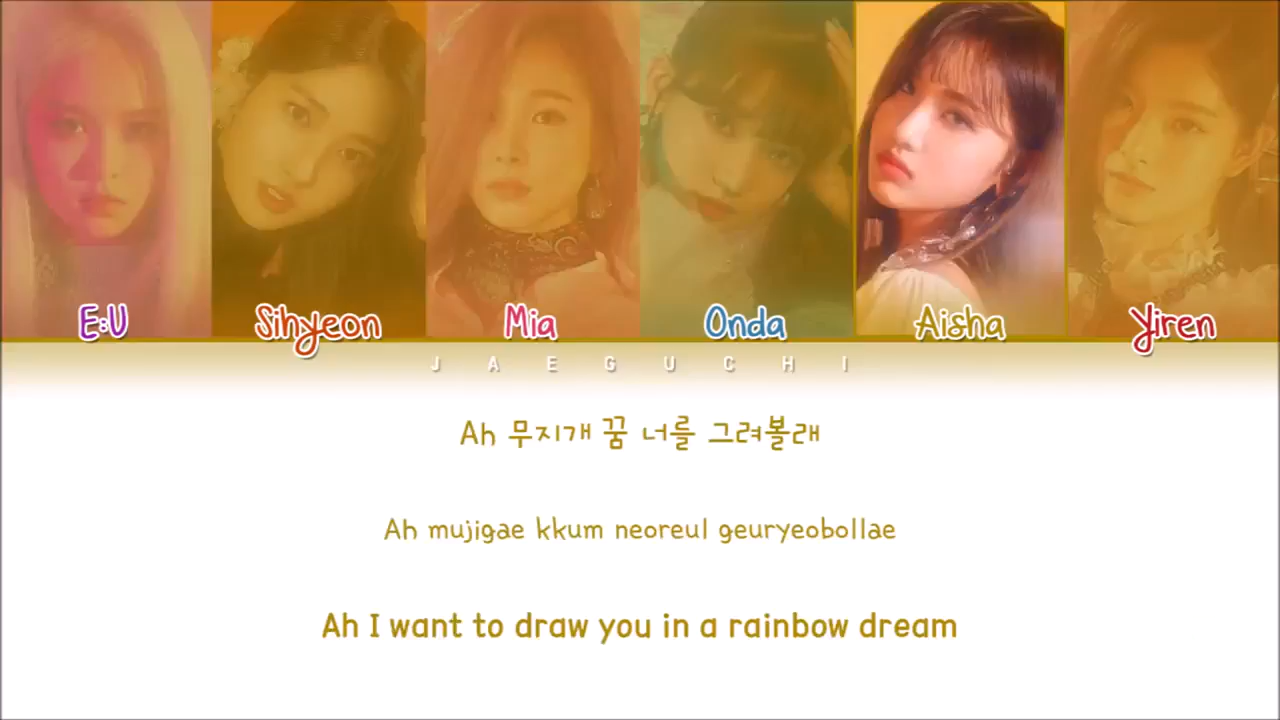 E:U Sihyeon Mia Onda Aisha Yiren
JAEGUCHI
Ah 무지개 꿈 너를 그려볼래
Ah mujigae kkum neoreul geuryeobollae
Ah I want to draw you in a rainbow dream